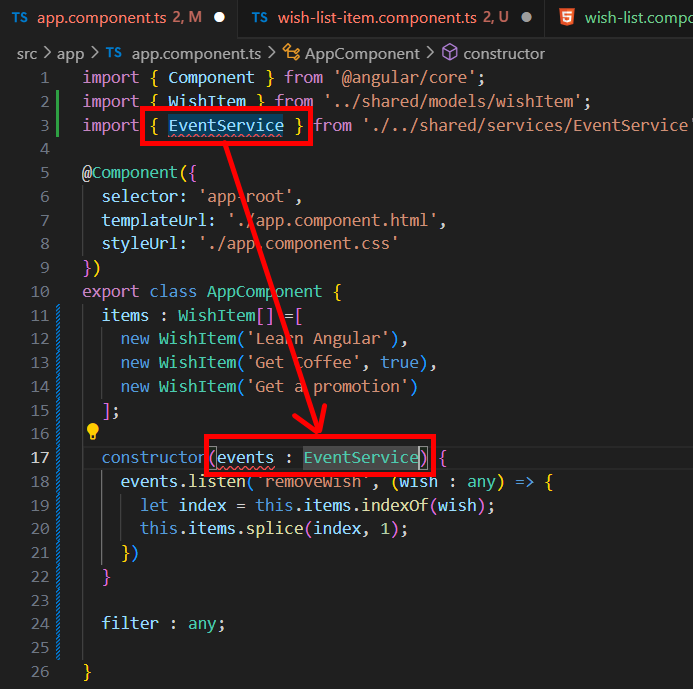 TS app.component.ts 2, M
TS wish-list-item.component.ts 2, U
wish-list.compo
src > app > TS app.component.ts > AppComponent > constructor
1 import { Component } from '@angular/core';
2 import { WishItem } from '../shared/models/wishItem';
3 import { EventService } from './../shared/services/EventService'
4
5 @Component({
6 selector: 'app-root',
7 templateUrl: './app.component.html',
8 styleUrl: './app.component.css'
9 })
10 export class AppComponent {
11 items : WishItem[] =[
12 new WishItem('Learn Angular'),
13 new WishItem('Get Coffee', true),
14 new WishItem('Get a promotion')
15 ];
16
17 constructor(events : EventService) {
18 events.listen('removeWish', (wish : any) => {
19 let index = this.items.indexOf(wish);
20 this.items.splice(index, 1);
21 })
22 }
23
24 filter : any;
25
26 }